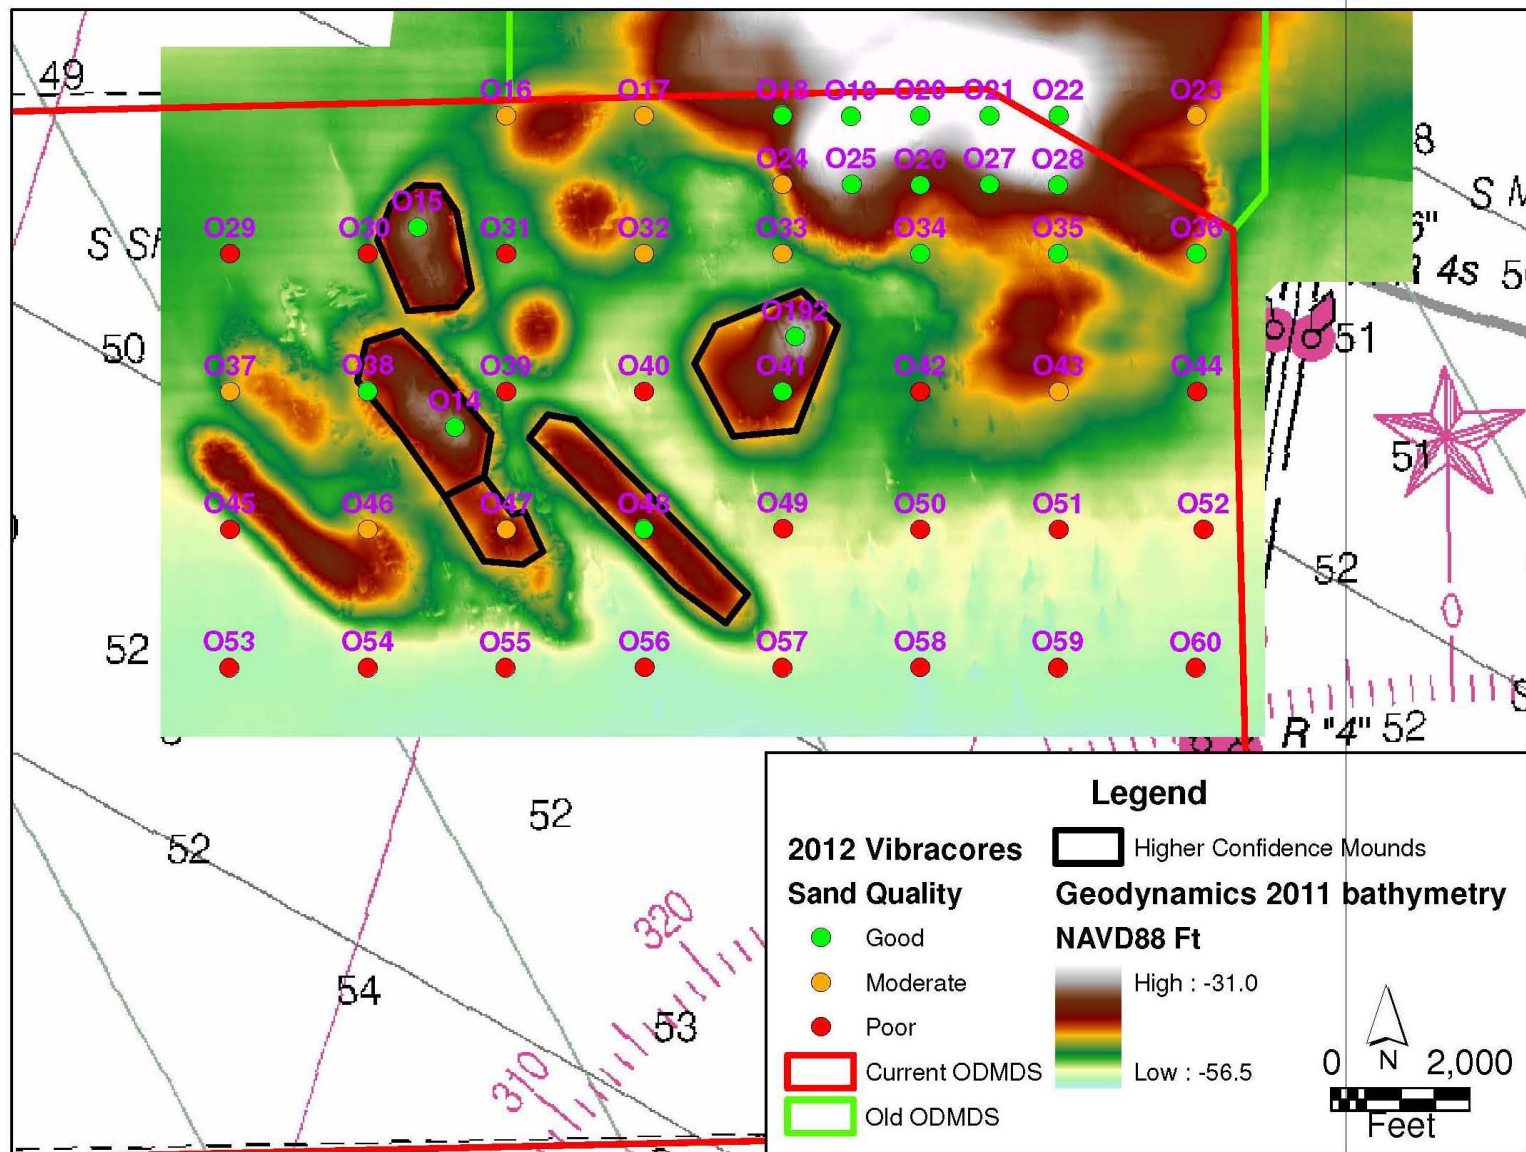 49
O16 O17 O18 O19 O20 O21 O22 O23
8
O24 O25 O26 O27 O28
S M
O15
6"
O29 O30 O31 O32 O33 O34 O35 O36
S Sh
R 4s
O192
50
51
O37 O38 O39 O40 O41 O42 O43 O44
O14
51
O45 O46 O47 O48 O49 O50 O51 O52
52
52
O53 O54 O55 O56 O57 O58 O59 O60
R "4" 52
52
52
54
53
320
310
Legend
2012 Vibracores
Sand Quality
Good
Moderate
Poor
Current ODMDS
Old ODMDS
Higher Confidence Mounds
Geodynamics 2011 bathymetry
NAVD88 Ft
High : -31.0
Low : -56.5
N
0 2,000
Feet